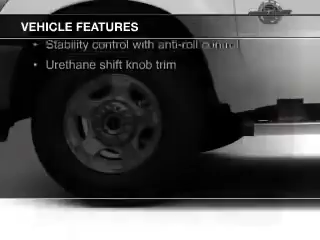 VEHICLE FEATURES
• Stability control with anti-roll control
• Urethane shift knob trim